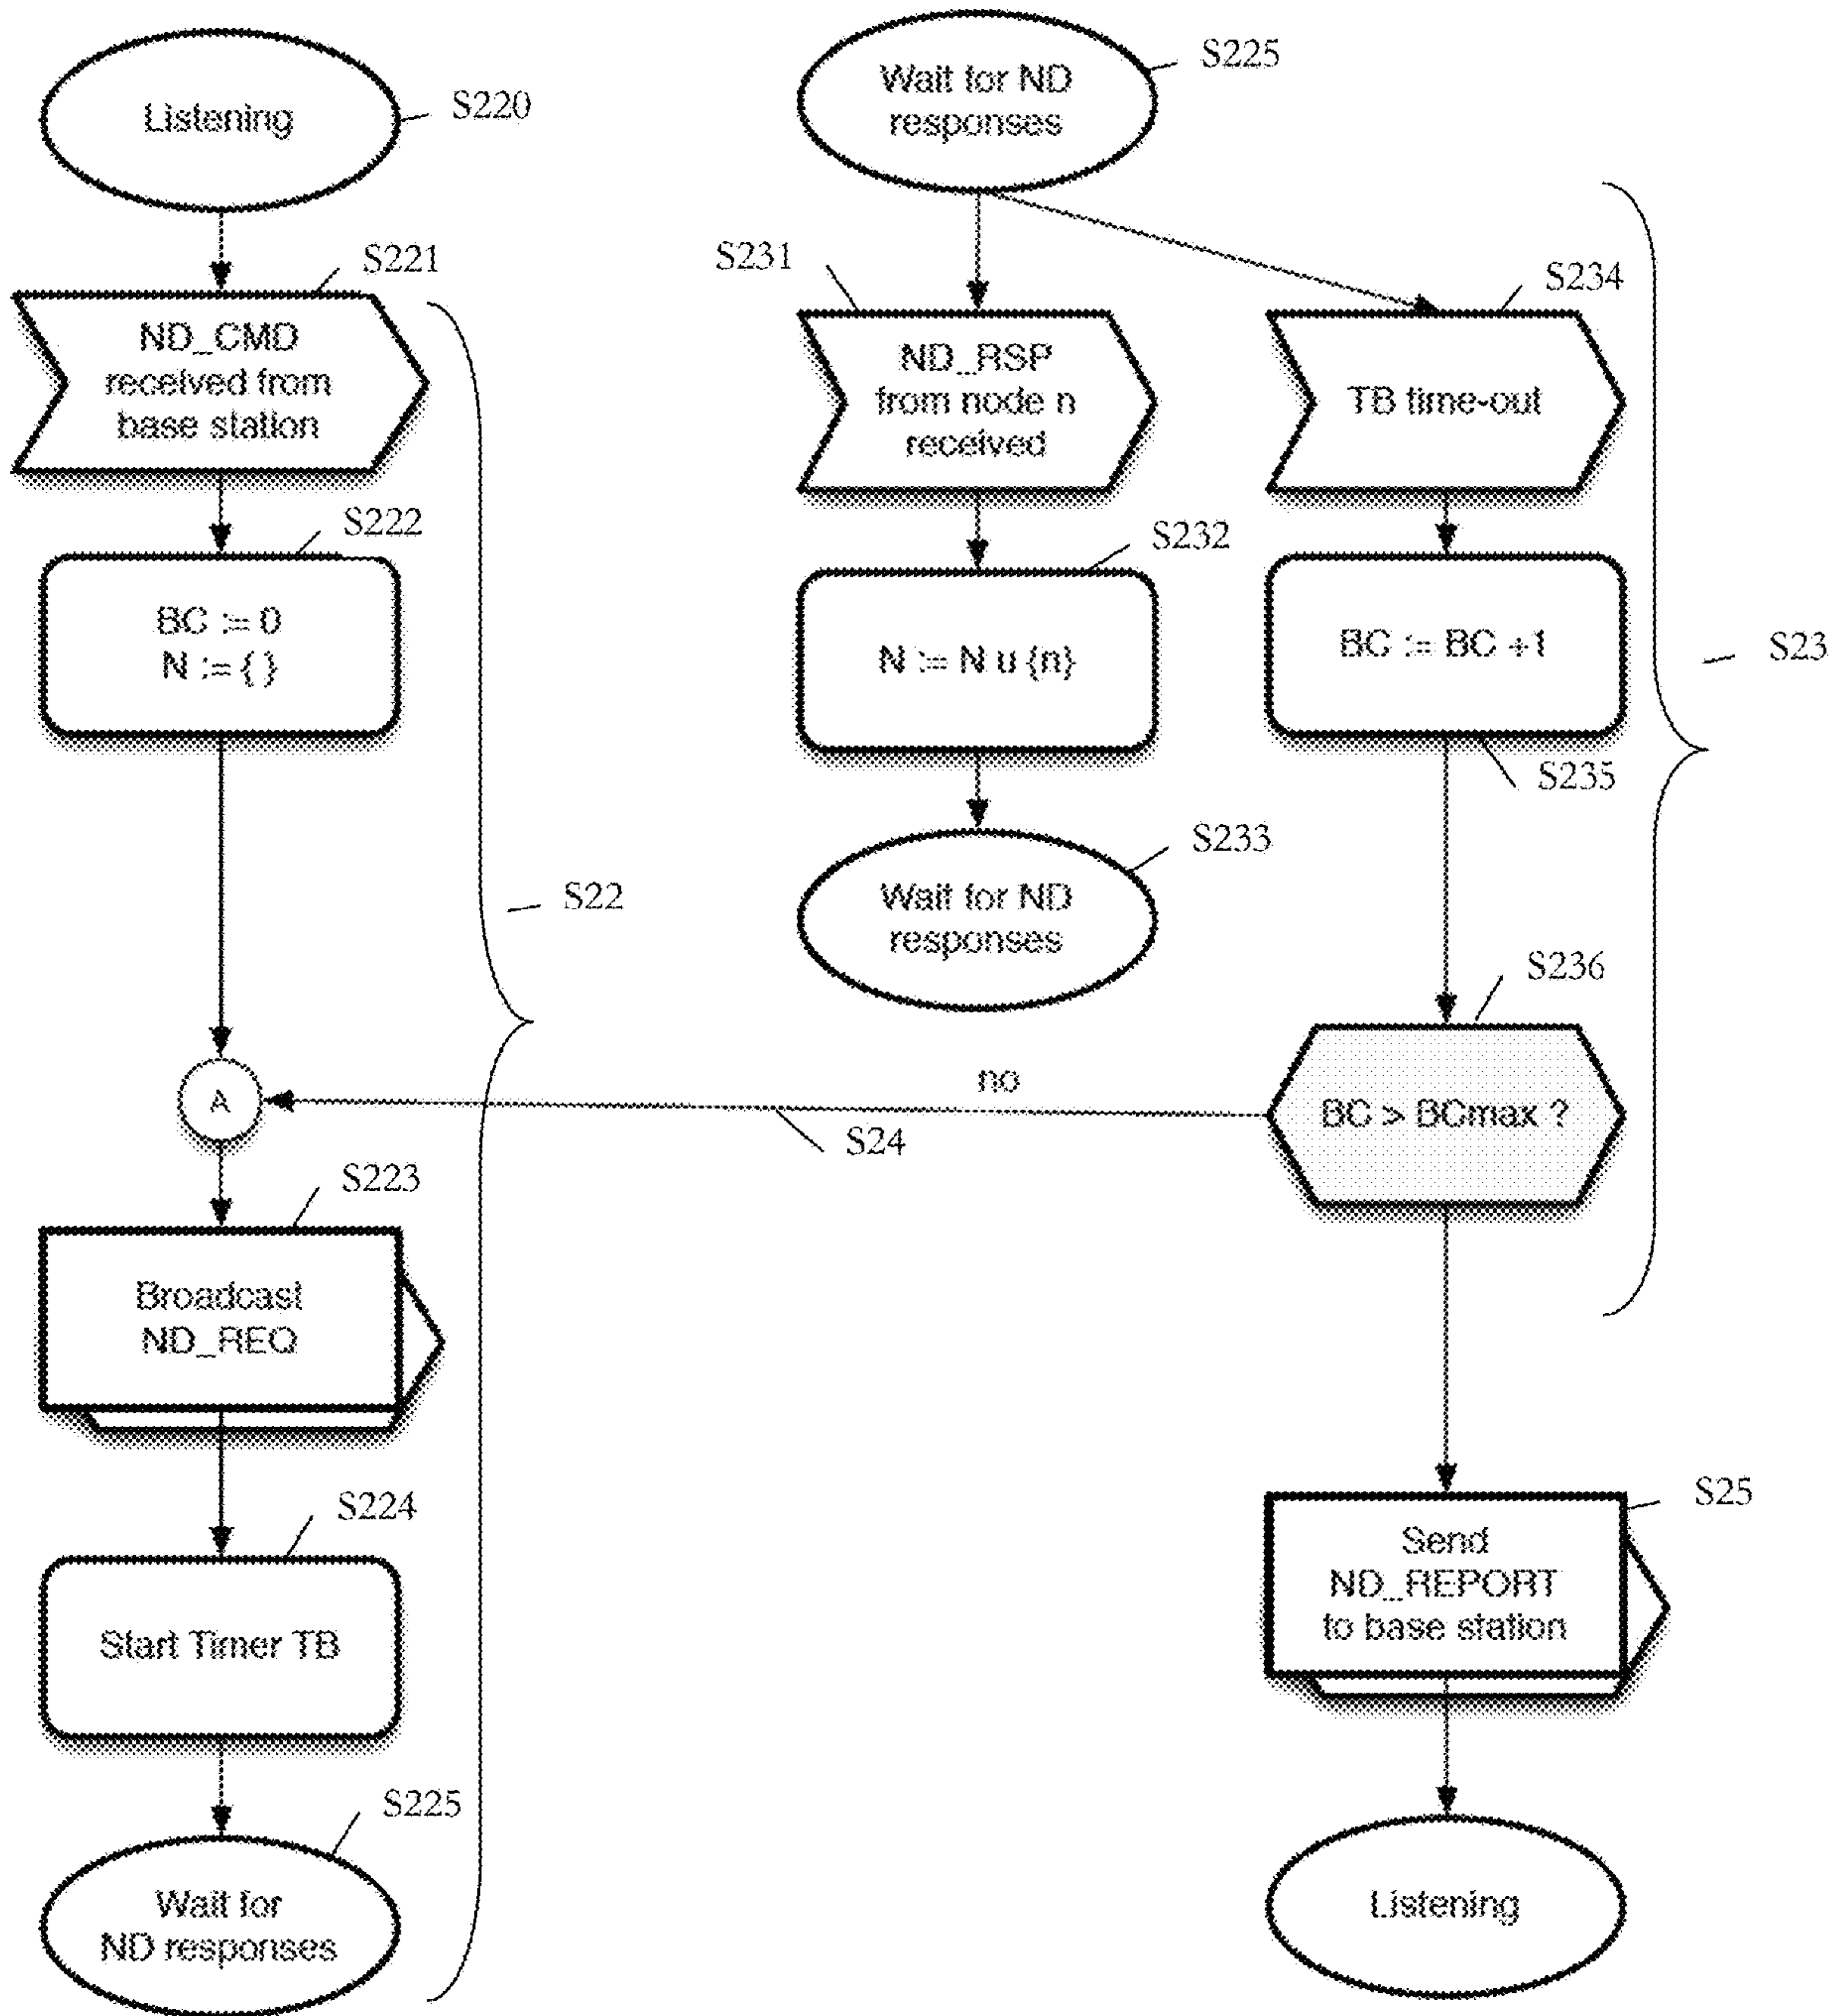 Listening
S220
S221
ND_CMD
received from
base station
S222
BC := 0
N := { }
S22
A
S223
Broadcast
ND_REQ
S224
Start Timer TB
S225
Wait for
ND responses
Wait for ND
responses
S225
S231
ND_RSP
from node n
received
S232
N := N u {n}
S233
Wait for ND
responses
S234
TB time-out
BC := BC +1
S235
S23
S236
BC > BCmax ?
no
S24
S25
Send
ND_REPORT
to base station
Listening